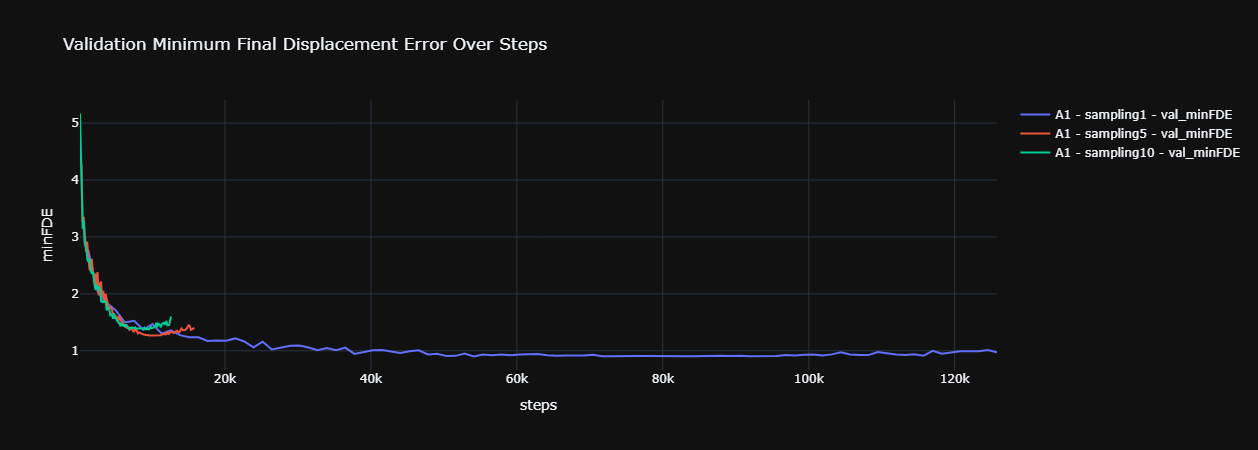 Validation Minimum Final Displacement Error Over Steps
A1 - sampling1 - val_minFDE
A1 - sampling5 - val_minFDE
A1 - sampling10 - val_minFDE
5
4
3
2
1
minFDE
20k
40k
60k
80k
100k
120k
steps